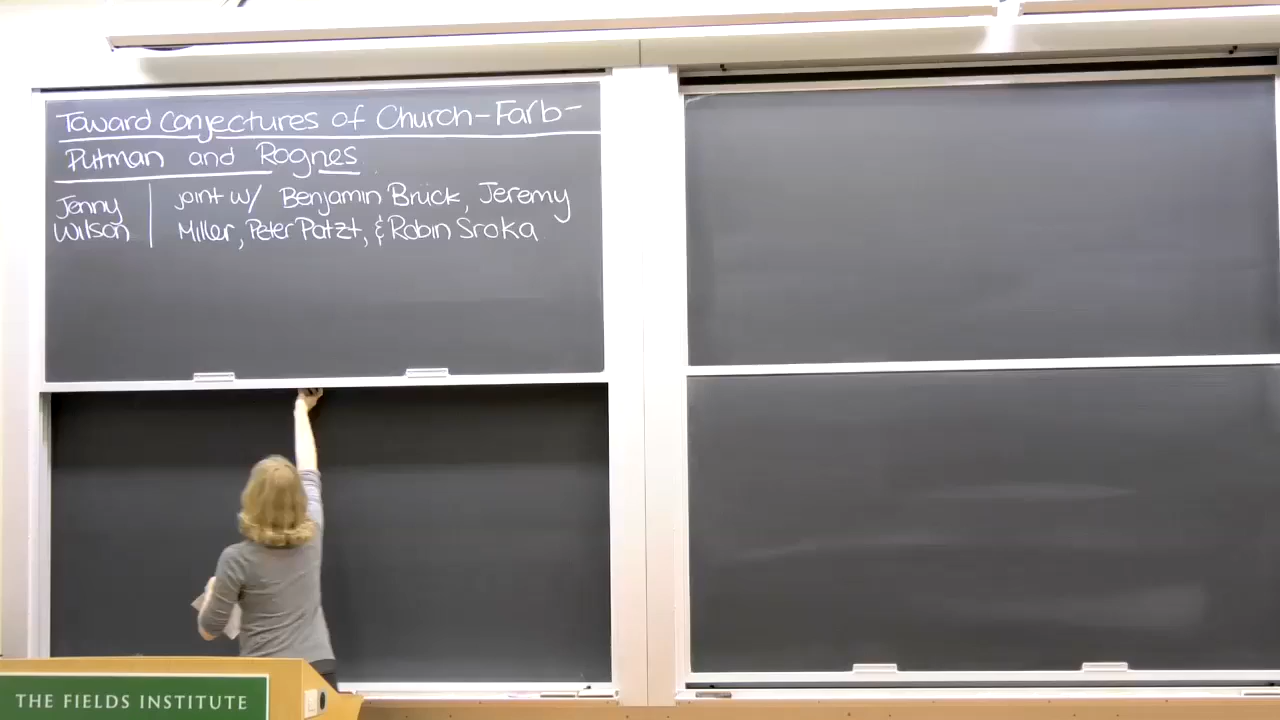 Toward Conjectures of Church-Farb-
Putman and Rognes
Jenny Wilson
joint w/ Benjamin Brück, Jeremy
Miller, Peter Patzt, & Robin Sroka
THE FIELDS INSTITUTE